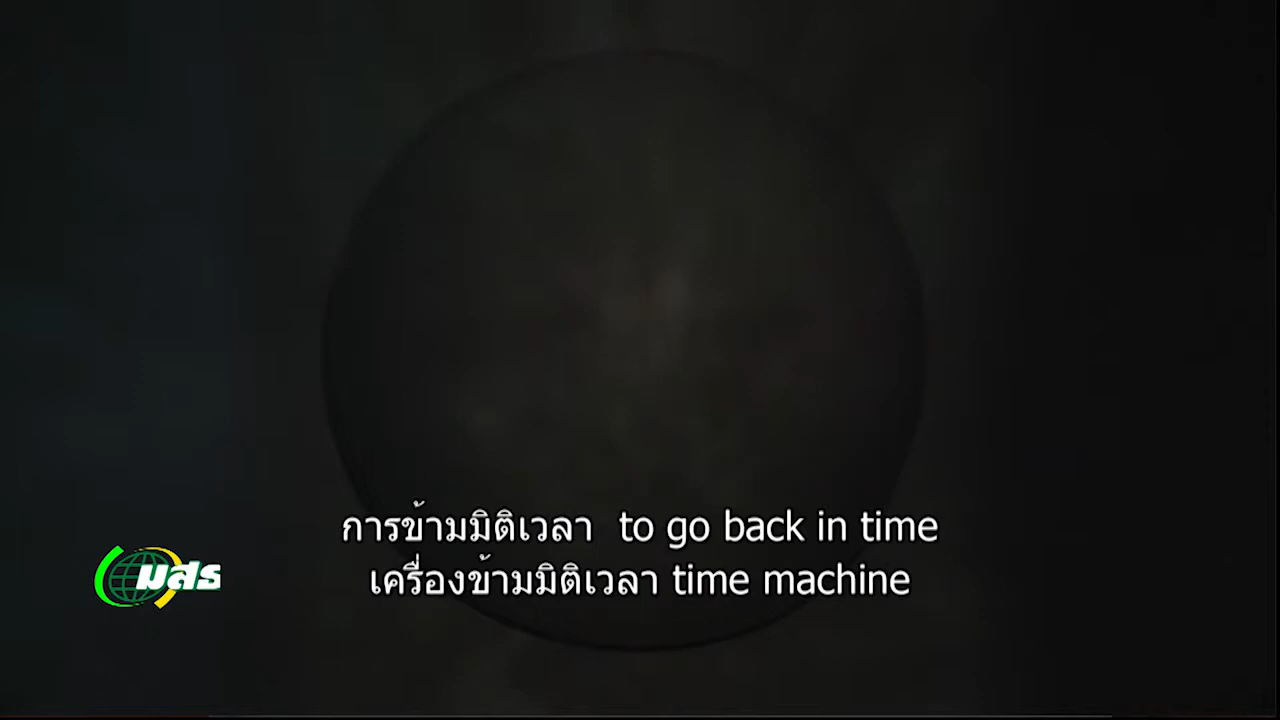 การข้ามมิติเวลา to go back in time
เครื่องข้ามมิติเวลา time machine
มสธ